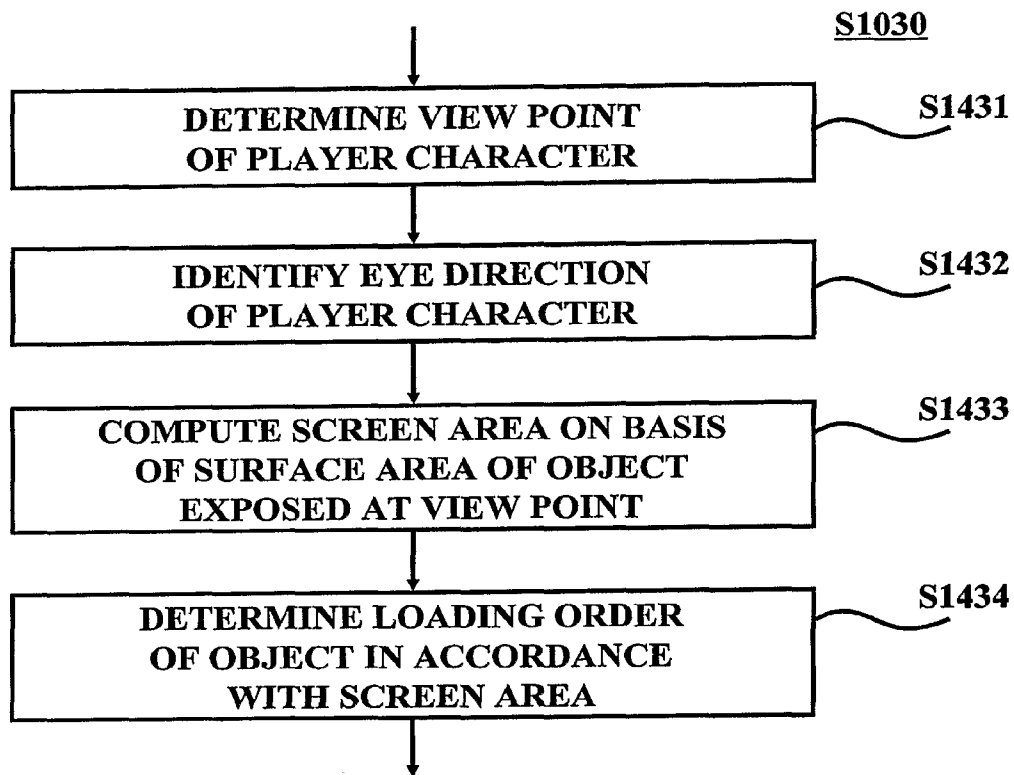 S1030
DETERMINE VIEW POINT
OF PLAYER CHARACTER
S1431
IDENTIFY EYE DIRECTION
OF PLAYER CHARACTER
S1432
COMPUTE SCREEN AREA ON BASIS
OF SURFACE AREA OF OBJECT
EXPOSED AT VIEW POINT
S1433
DETERMINE LOADING ORDER
OF OBJECT IN ACCORDANCE
WITH SCREEN AREA
S1434